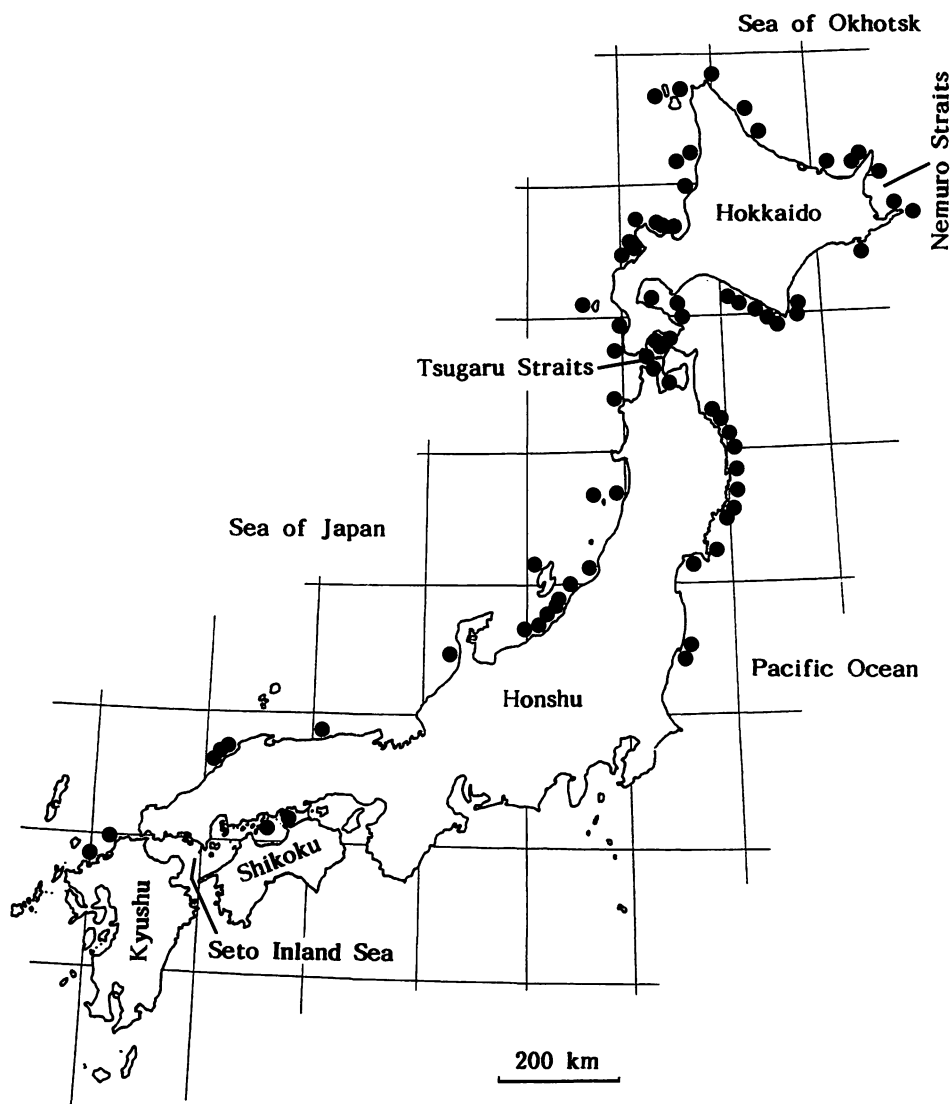 Sea of Okhotsk
Nemuro Straits
Hokkaido
Tsugaru Straits
Sea of Japan
Pacific Ocean
Honshu
Shikoku
Kyushu
Seto Inland Sea
200 km